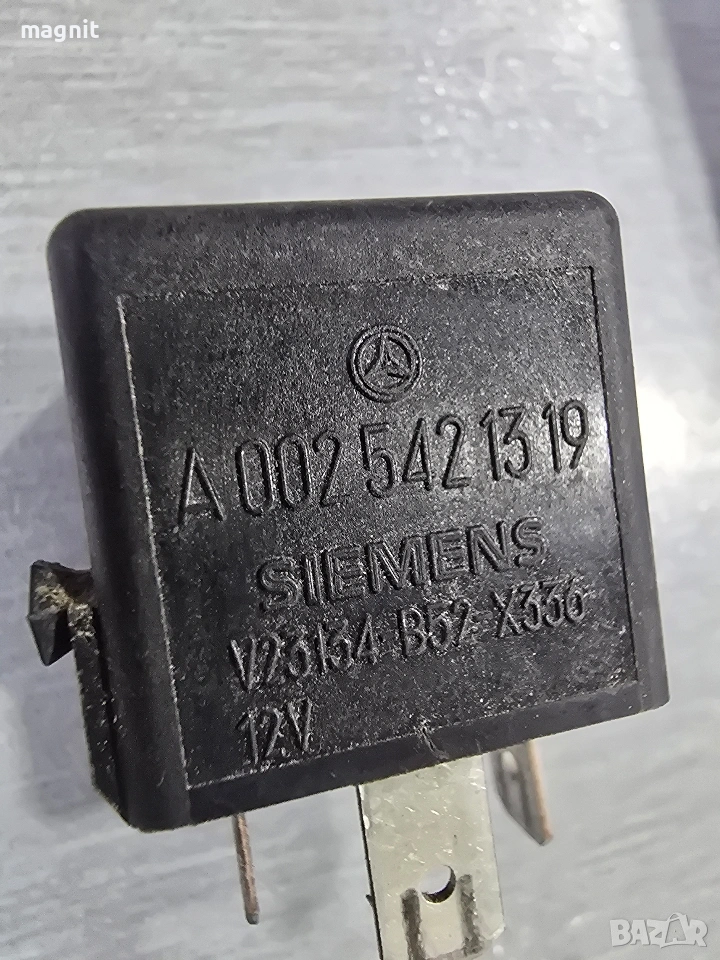 magnit
A 002 542 13 19
SIEMENS
V23134-B52-X336
12V
BAZAR